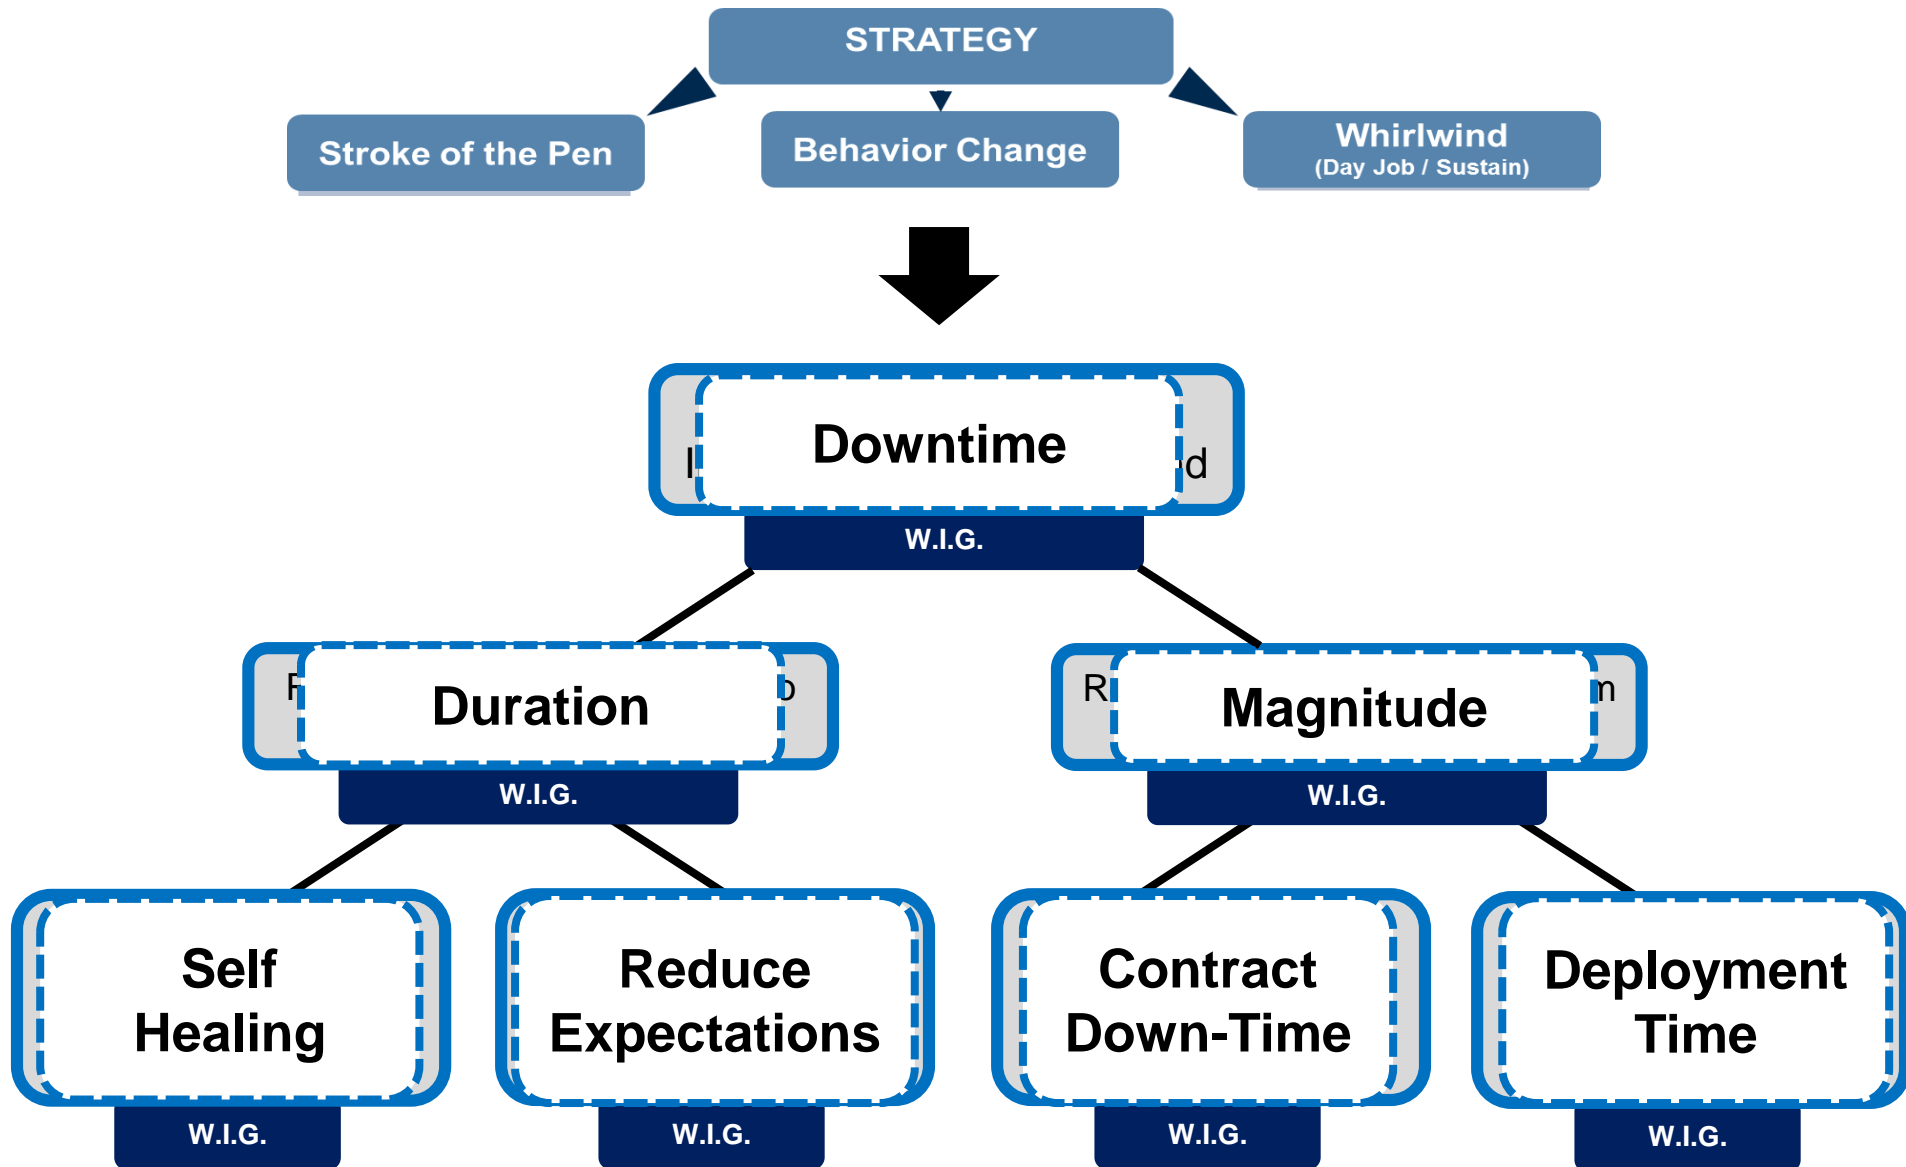 STRATEGY
Stroke of the Pen
Behavior Change
Whirlwind
(Day Job / Sustain)
Downtime
W.I.G.
Duration
W.I.G.
Magnitude
W.I.G.
Self
Healing
W.I.G.
Reduce
Expectations
W.I.G.
Contract
Down-Time
W.I.G.
Deployment
Time
W.I.G.